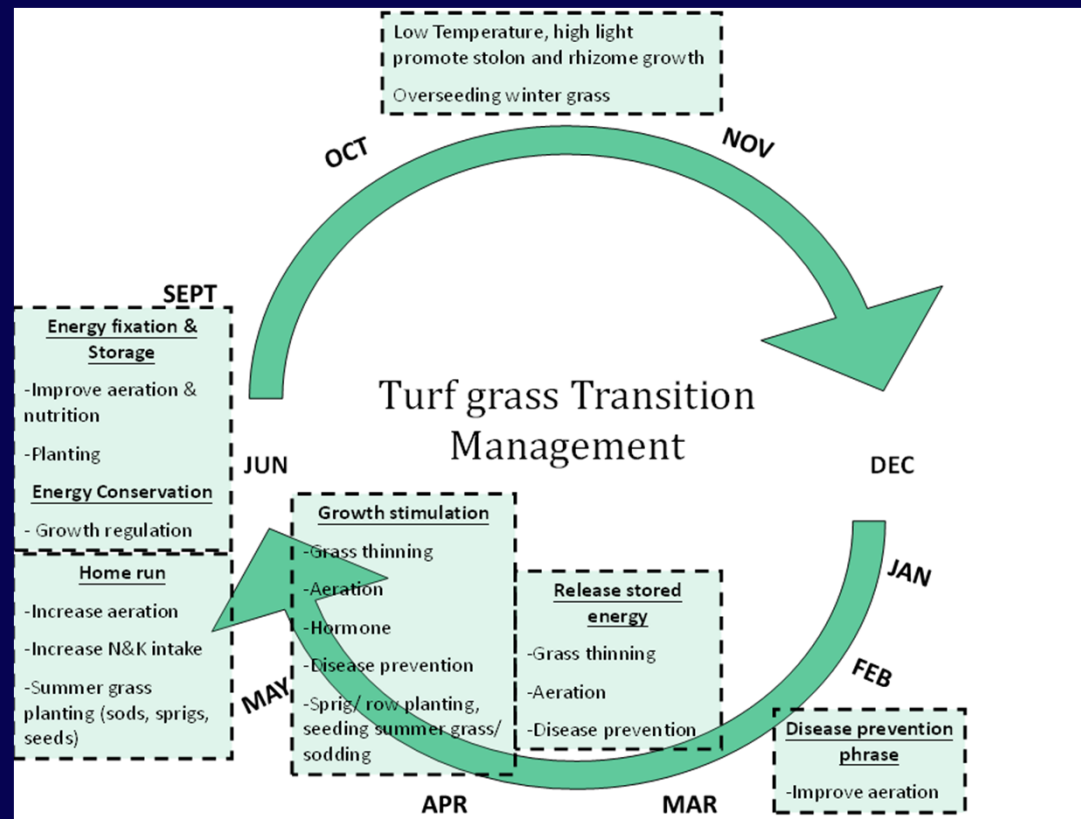 Low Temperature, high light
promote stolon and rhizome growth
Overseeding winter grass
OCT
NOV
SEPT
Energy fixation &
Storage
-Improve aeration &
nutrition
-Planting
Energy Conservation
- Growth regulation
Turf grass Transition
Management
JUN
DEC
Home run
-Increase aeration
-Increase N&K intake
-Summer grass
planting (sods, sprigs,
seeds)
Growth stimulation
-Grass thinning
-Aeration
-Hormone
-Disease prevention
-Sprig/ row planting,
seeding summer grass/
sodding
Release stored
energy
-Grass thinning
-Aeration
-Disease prevention
JAN
FEB
Disease prevention
phrase
-Improve aeration
MAY
APR
MAR